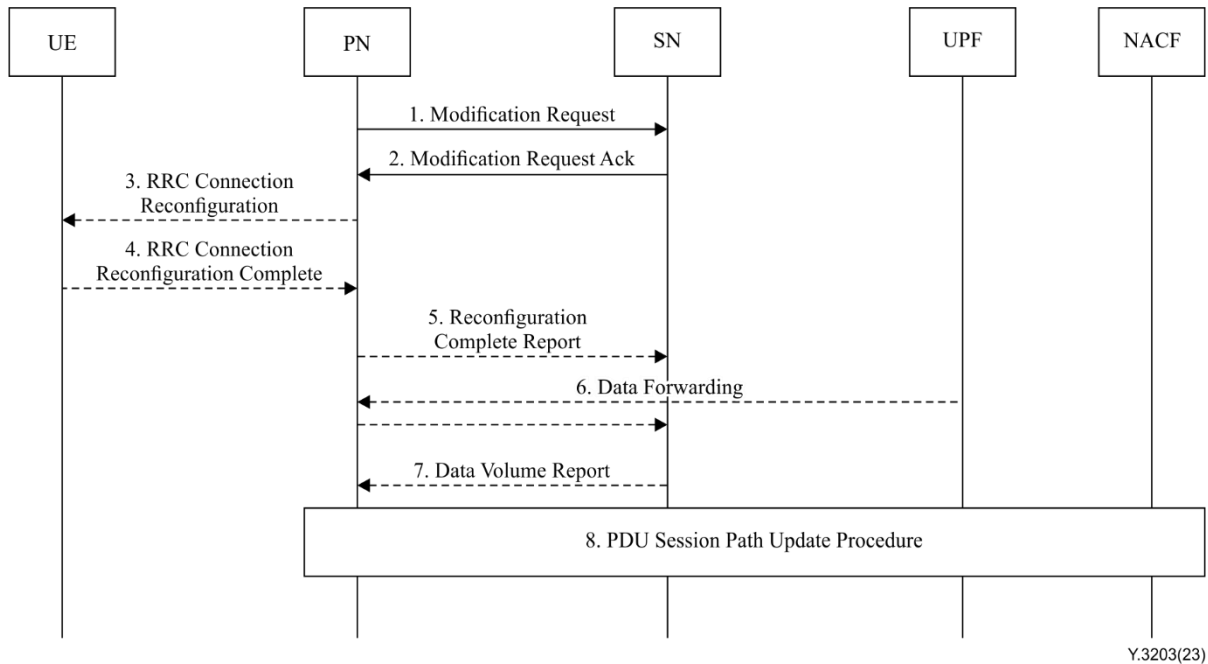 UE
PN
SN
UPF
NACF
1. Modification Request
2. Modification Request Ack
3. RRC Connection
Reconfiguration
4. RRC Connection
Reconfiguration Complete
5. Reconfiguration
Complete Report
6. Data Forwarding
7. Data Volume Report
8. PDU Session Path Update Procedure
Y.3203(23)